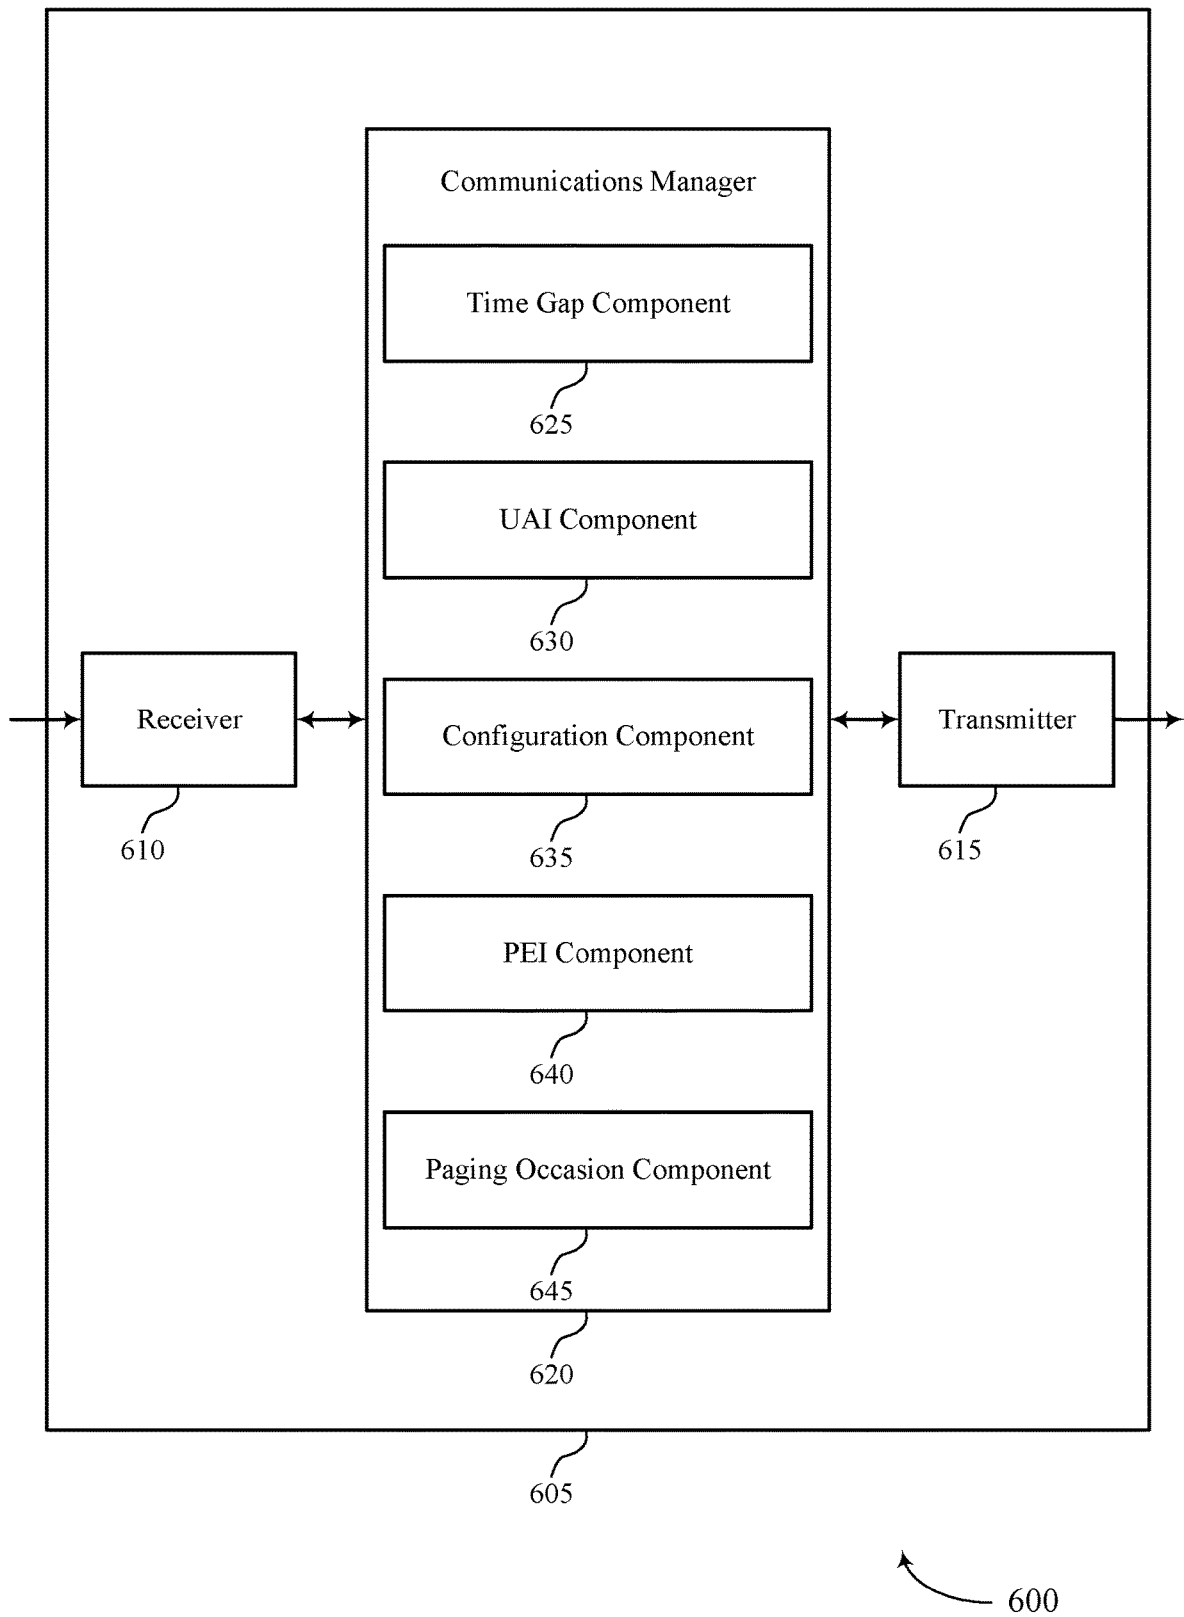 Communications Manager
Time Gap Component
625
UAI Component
630
Receiver
610
Configuration Component
635
Transmitter
615
PEI Component
640
Paging Occasion Component
645
620
605
600